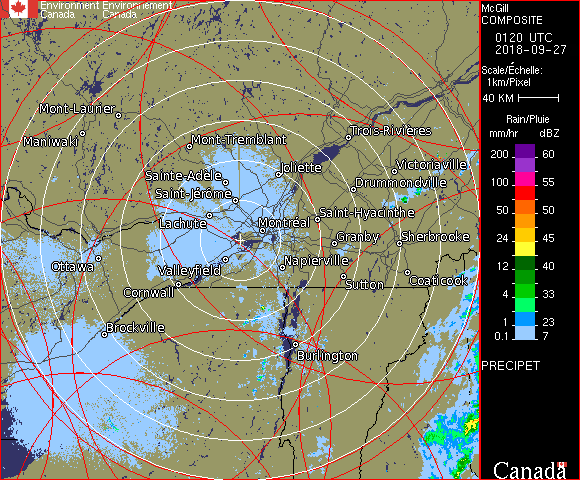 Environment Environnement
Canada Canada
McGill
COMPOSITE
0120 UTC
2018-09-27
Scale/Échelle:
1km/Pixel
40 KM
Rain/Pluie
mm/hr dBZ
200 60
100 55
50 50
24 45
12 40
8 33
4 30
1 23
0.1 7
PRECIPET
Canada
Mont-Laurier
Maniwaki
Mont-Tremblant
Trois-Rivières
Sainte-Adèle
Joliette
Victoriaville
Saint-Jérôme
Drummondville
Lachute
Montréal
Saint-Hyacinthe
Granby
Sherbrooke
Ottawa
Valleyfield
Napierville
Cornwall
Sutton
Coaticook
Brockville
Burlington